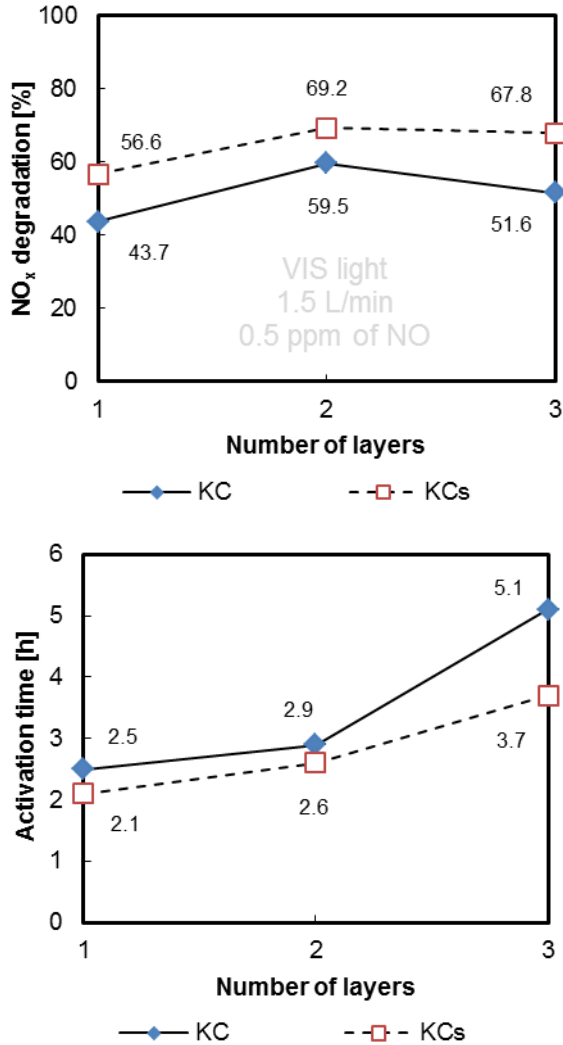 100
80
60
40
20
0
NOₓ degradation [%]
56.6
69.2
67.8
43.7
59.5
51.6
VIS light
1.5 L/min
0.5 ppm of NO
1 2 3
Number of layers
KC KCs
6
5
4
3
2
1
0
Activation time [h]
2.5
2.9
5.1
2.1
2.6
3.7
1 2 3
Number of layers
KC KCs